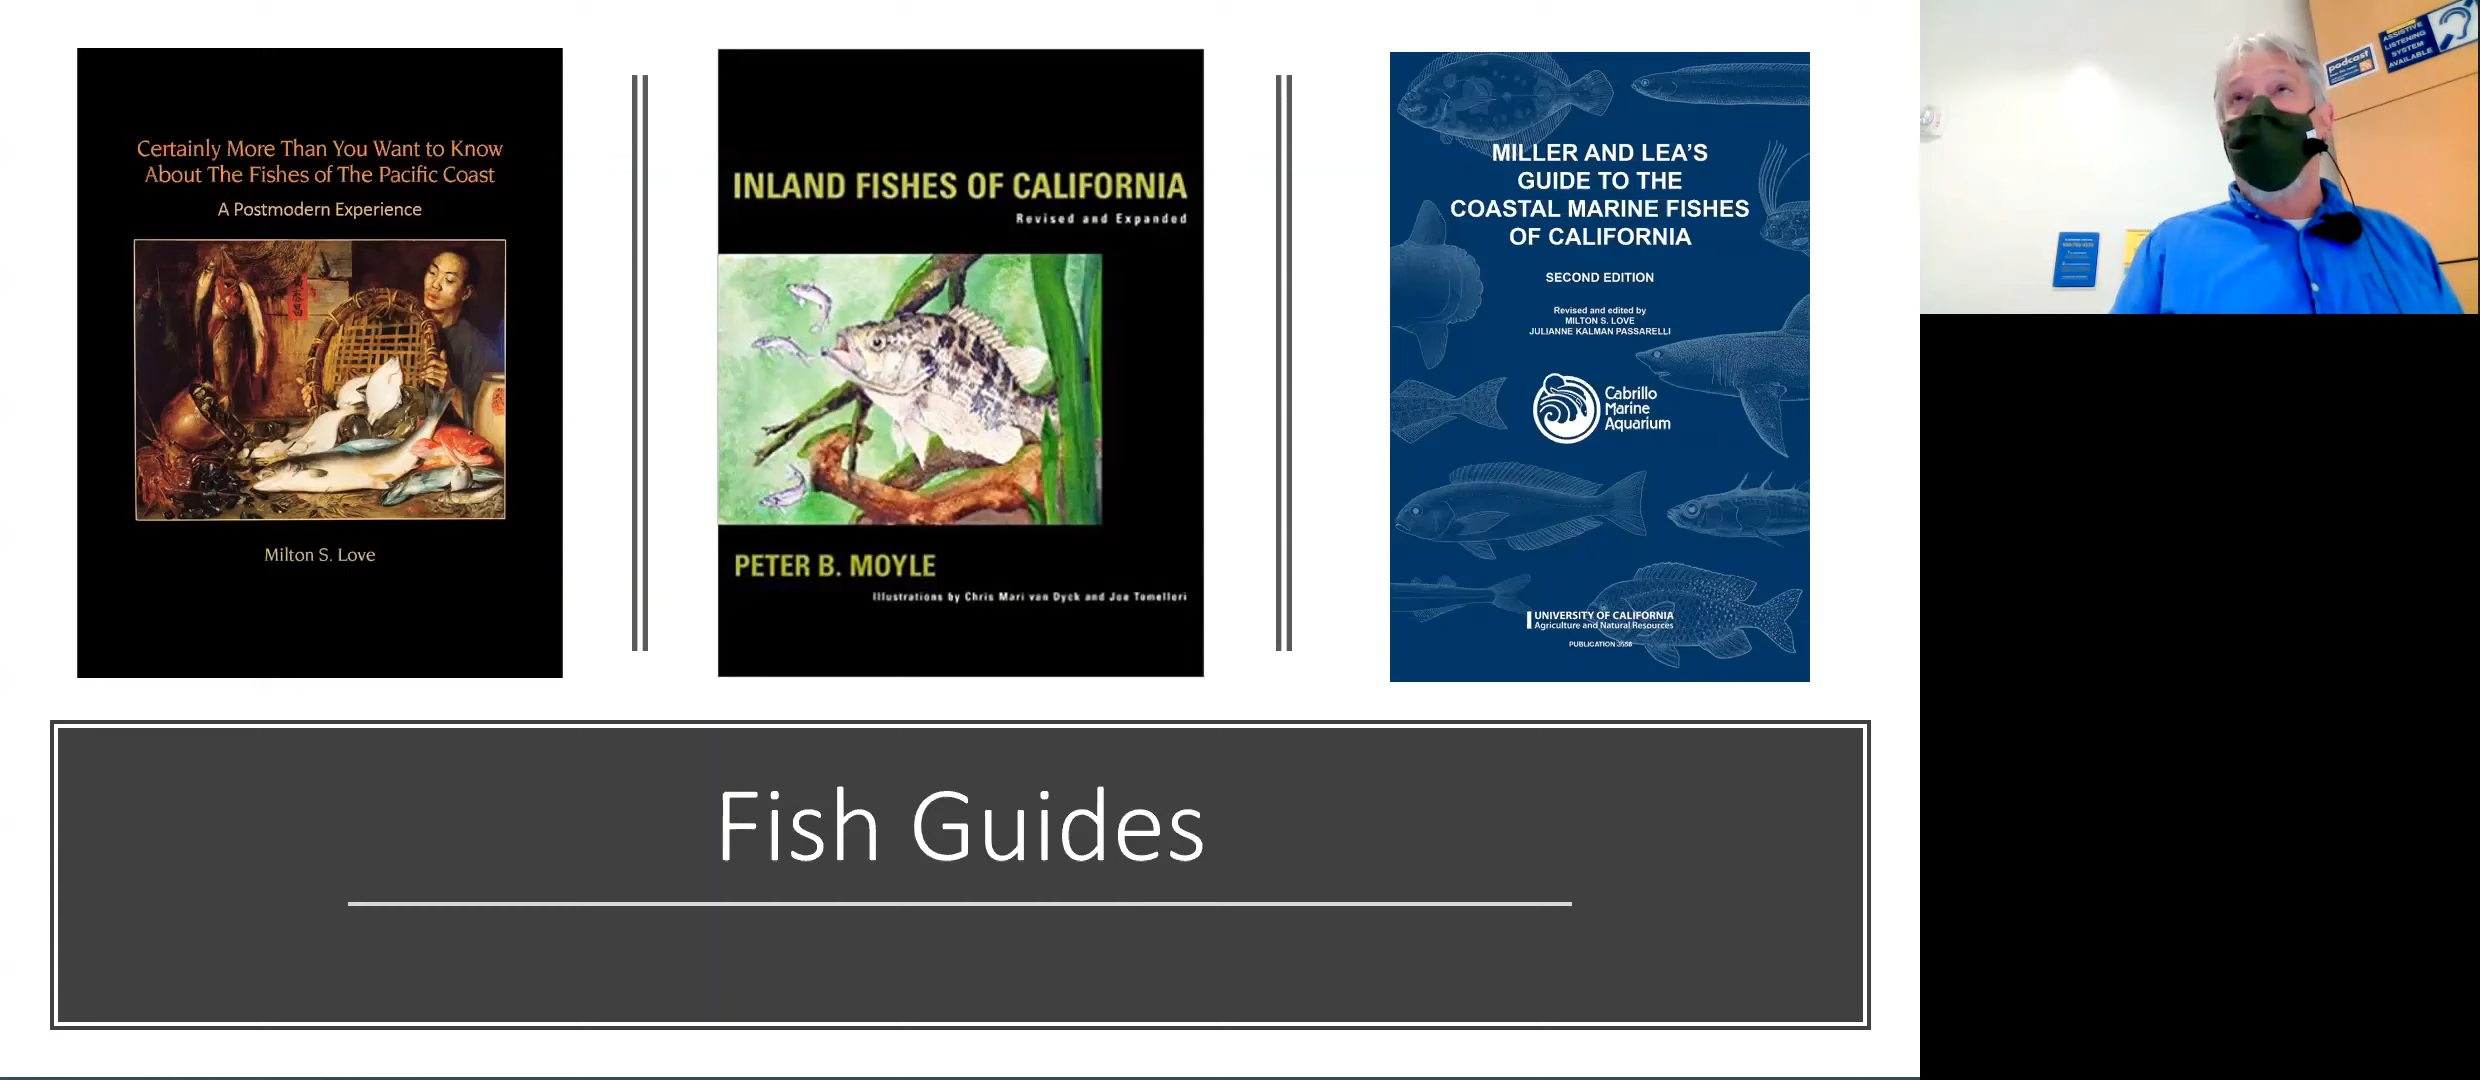 Certainly More Than You Want to Know
About The Fishes of The Pacific Coast
A Postmodern Experience
Milton S. Love
INLAND FISHES OF CALIFORNIA
Revised and Expanded
PETER B. MOYLE
Illustrations by Chris Mari van Dyck and Joe Tomelleri
MILLER AND LEA'S
GUIDE TO THE
COASTAL MARINE FISHES
OF CALIFORNIA
SECOND EDITION
Revised and edited by
MILTON S. LOVE
JULIANNE KALMAN PASSARELLI
Cabrillo
Marine
Aquarium
UNIVERSITY OF CALIFORNIA
Agriculture and Natural Resources
PUBLICATION 3556
Fish Guides
podcast
ASSISTIVE
LISTENING
SYSTEM
AVAILABLE